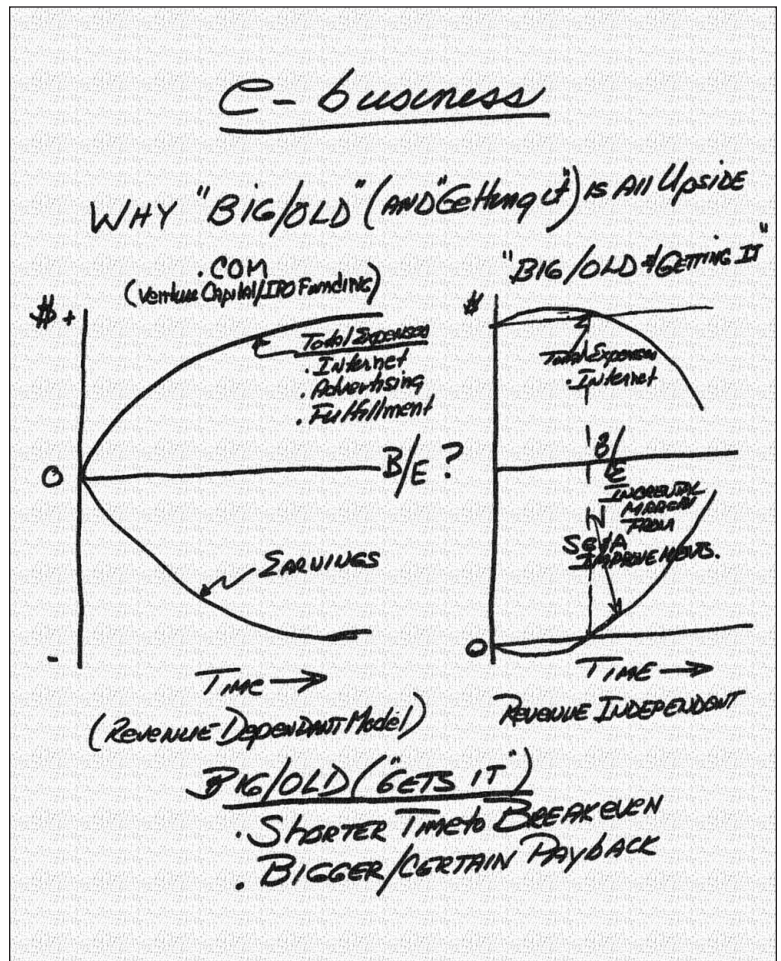 e-business
WHY "BIG/OLD" (AND "Getting it") IS All Upside
.COM
(Venture Capital/IPO Funding)
"BIG/OLD & GETTING IT"
$ +
Total Expenses
. Internet
. Advertising
. Fulfillment
0
B/E ?
EARNINGS
-
TIME →
(REVENUE-DEPENDANT Model)
$
Total Expenses
. Internet
B/E
INCREMENTAL
MARGIN
FROM
SG&A
IMPROVEMENTS.
0
TIME →
REVENUE INDEPENDANT
BIG/OLD ("GETS IT")
. SHORTER TIME to BREAKEVEN
. BIGGER/CERTAIN PAYBACK